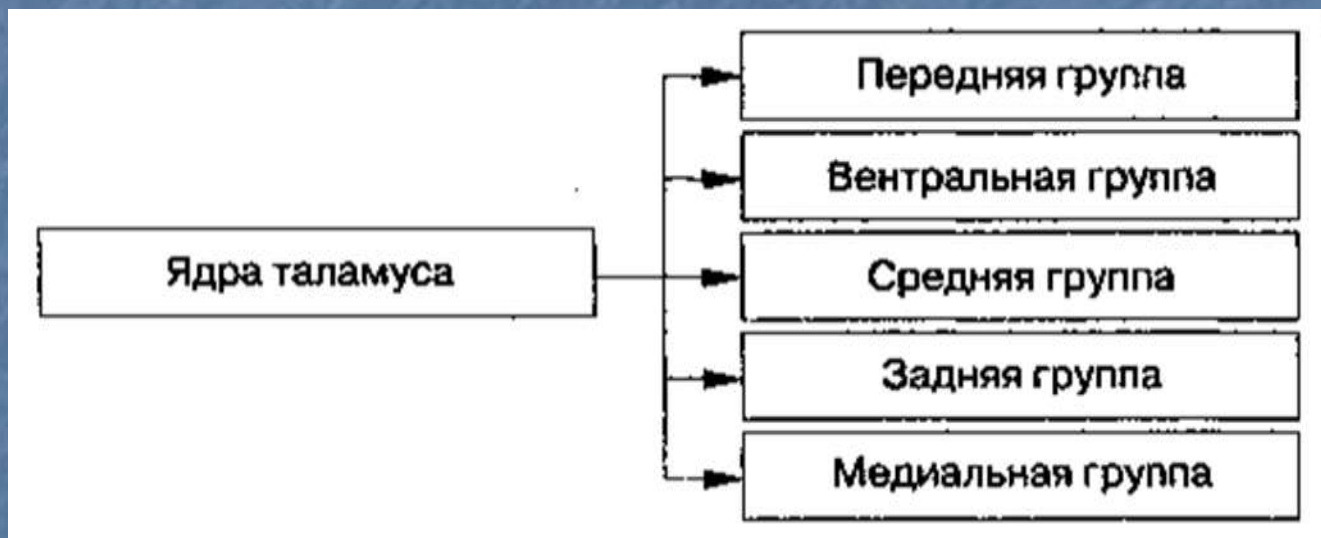 Передняя группа
Вентральная группа
Ядра таламуса
Средняя группа
Задняя группа
Медиальная группа